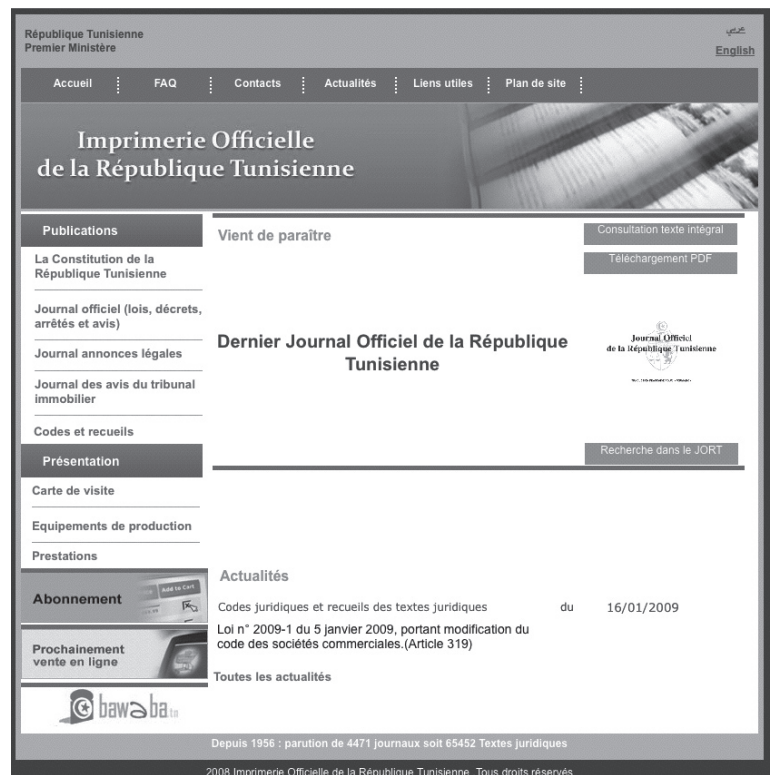 République Tunisienne
Premier Ministère
عربي
English
Accueil
FAQ
Contacts
Actualités
Liens utiles
Plan de site
Imprimerie Officielle
de la République Tunisienne
Publications
La Constitution de la
République Tunisienne
Journal officiel (lois, décrets,
arrêtés et avis)
Journal annonces légales
Journal des avis du tribunal
immobilier
Codes et recueils
Présentation
Carte de visite
Equipements de production
Prestations
Abonnement
Add to Cart
Prochainement
vente en ligne
bawaba.tn
Vient de paraître
Consultation texte intégral
Téléchargement PDF
Dernier Journal Officiel de la République
Tunisienne
Journal Officiel
de la République Tunisienne
Recherche dans le JORT
Actualités
Codes juridiques et recueils des textes juridiques du 16/01/2009
Loi n° 2009-1 du 5 janvier 2009, portant modification du
code des sociétés commerciales.(Article 319)
Toutes les actualités
Depuis 1956 : parution de 4471 journaux soit 65452 Textes juridiques
2008 Imprimerie Officielle de la République Tunisienne. Tous droits réservés